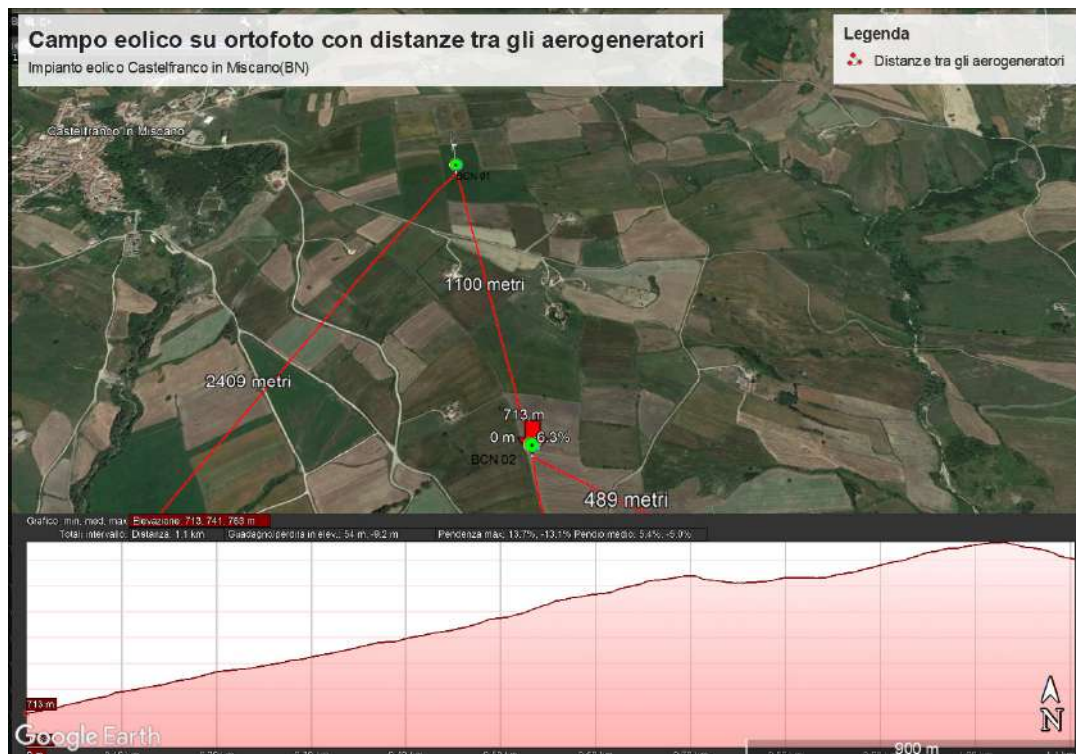 Campo eolico su ortofoto con distanze tra gli aerogeneratori
Impianto eolico Castelfranco in Miscano(BN)
Legenda
Distanze tra gli aerogeneratori
Castelfranco in Miscano
BCN 01
1100 metri
2409 metri
713 m
0 m
6.3%
BCN 02
489 metri
Grafico: min, med, max Elevazione: 713, 741, 763 m
Totali intervallo: Distanza: 1.1 km Guadagno/perdita in elev.: 54 m, -9.2 m Pendenza max: 13.7%, -13.1% Pendio medio: 5.4%, -5.0%
713 m
Google Earth
N
900 m